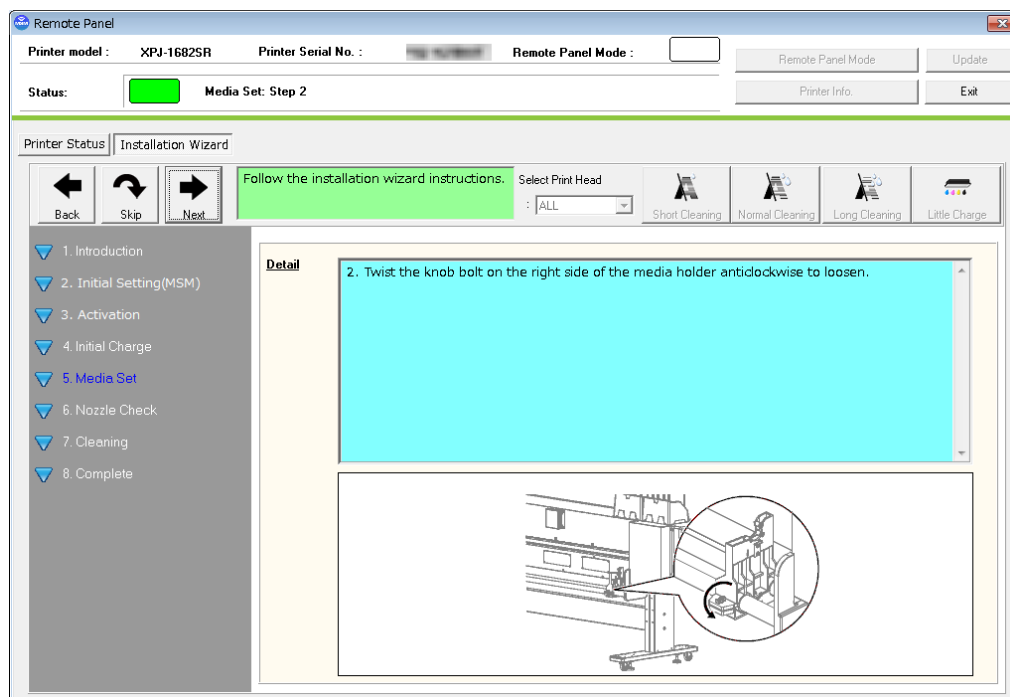 Remote Panel
Printer model : XPJ-1682SR Printer Serial No. : Remote Panel Mode :
Remote Panel Mode Update
Status: Media Set: Step 2
Printer Info. Exit
Printer Status Installation Wizard
Follow the installation wizard instructions.
Select Print Head
: ALL
Back Skip Next
Short Cleaning Normal Cleaning Long Cleaning Little Charge
1. Introduction
2. Initial Setting(MSM)
3. Activation
4. Initial Charge
5. Media Set
6. Nozzle Check
7. Cleaning
8. Complete
Detail
2. Twist the knob bolt on the right side of the media holder anticlockwise to loosen.